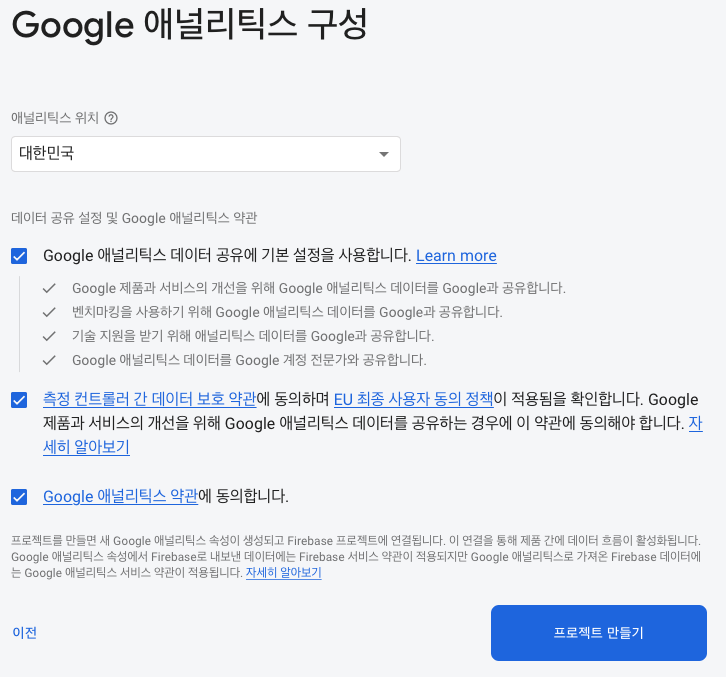 Google 애널리틱스 구성
애널리틱스 위치
대한민국
데이터 공유 설정 및 Google 애널리틱스 약관
Google 애널리틱스 데이터 공유에 기본 설정을 사용합니다. Learn more
Google 제품과 서비스의 개선을 위해 Google 애널리틱스 데이터를 Google과 공유합니다.
벤치마킹을 사용하기 위해 Google 애널리틱스 데이터를 Google과 공유합니다.
기술 지원을 받기 위해 애널리틱스 데이터를 Google과 공유합니다.
Google 애널리틱스 데이터를 Google 계정 전문가와 공유합니다.
측정 컨트롤러 간 데이터 보호 약관에 동의하며 EU 최종 사용자 동의 정책이 적용됨을 확인합니다. Google
제품과 서비스의 개선을 위해 Google 애널리틱스 데이터를 공유하는 경우에 이 약관에 동의해야 합니다. 자
세히 알아보기
Google 애널리틱스 약관에 동의합니다.
프로젝트를 만들면 새 Google 애널리틱스 속성이 생성되고 Firebase 프로젝트에 연결됩니다. 이 연결을 통해 제품 간에 데이터 흐름이 활성화됩니다.
Google 애널리틱스 속성에서 Firebase로 내보낸 데이터에는 Firebase 서비스 약관이 적용되지만 Google 애널리틱스로 가져온 Firebase 데이터에
는 Google 애널리틱스 서비스 약관이 적용됩니다. 자세히 알아보기
이전
프로젝트 만들기